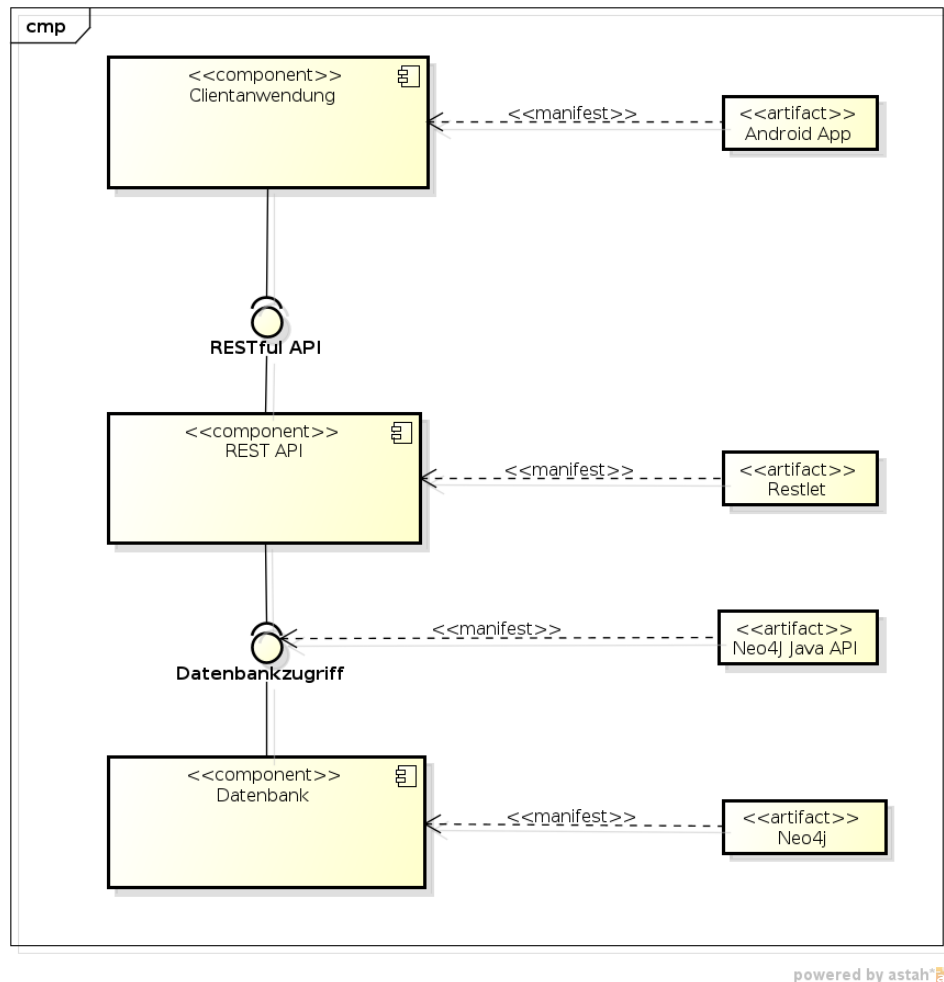 cmp
<<component>>
Clientanwendung
<<manifest>>
<<artifact>>
Android App
RESTful API
<<component>>
REST API
<<manifest>>
<<artifact>>
Restlet
<<manifest>>
<<artifact>>
Neo4J Java API
Datenbankzugriff
<<component>>
Datenbank
<<manifest>>
<<artifact>>
Neo4j
powered by astah*